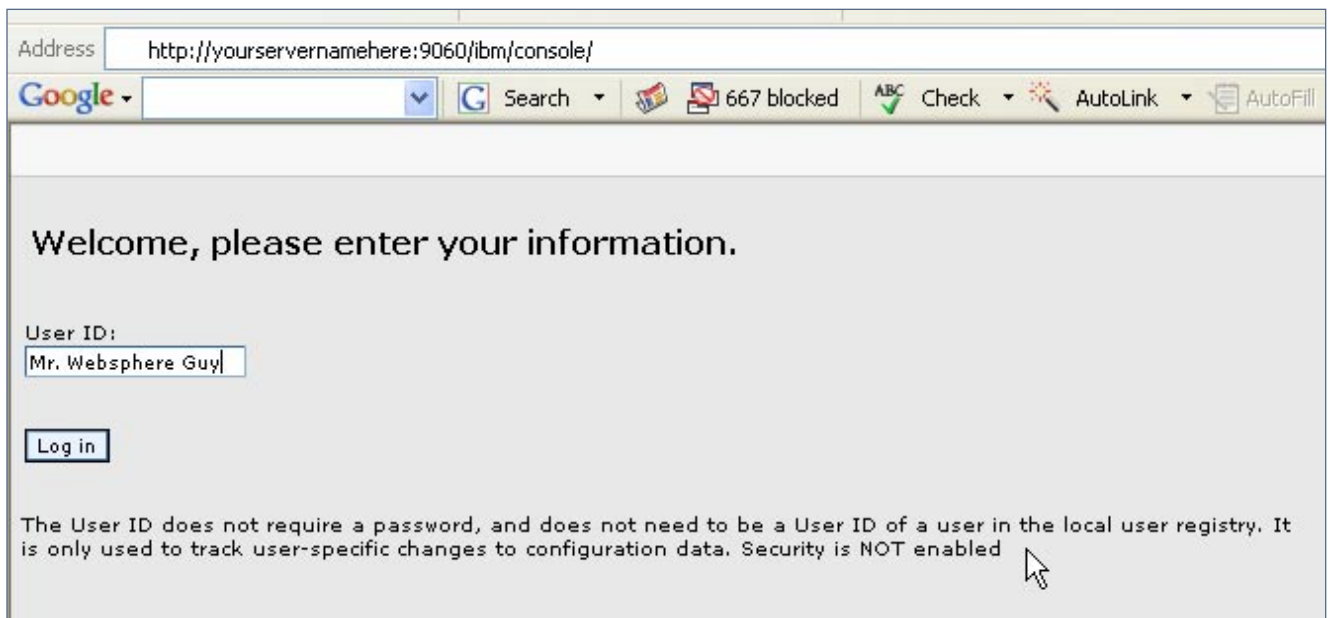 Address http://yourservernamehere:9060/ibm/console/
Google G Search 667 blocked ABC Check AutoLink AutoFill
Welcome, please enter your information.
User ID:
Mr. Websphere Guy
Log in
The User ID does not require a password, and does not need to be a User ID of a user in the local user registry. It
is only used to track user-specific changes to configuration data. Security is NOT enabled